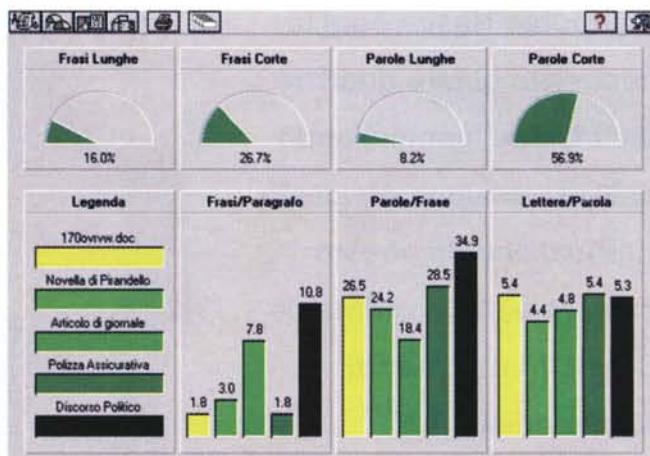 Frasi Lunghe
16.0%
Frasi Corte
26.7%
Parole Lunghe
8.2%
Parole Corte
56.9%
Legenda
170ovrvw.doc
Novella di Pirandello
Articolo di giornale
Polizza Assicurativa
Discorso Politico
Frasi/Paragrafo
1.8
3.0
7.8
1.8
10.8
Parole/Frase
26.5
24.2
18.4
28.5
34.9
Lettere/Parola
5.4
4.4
4.8
5.4
5.3
?